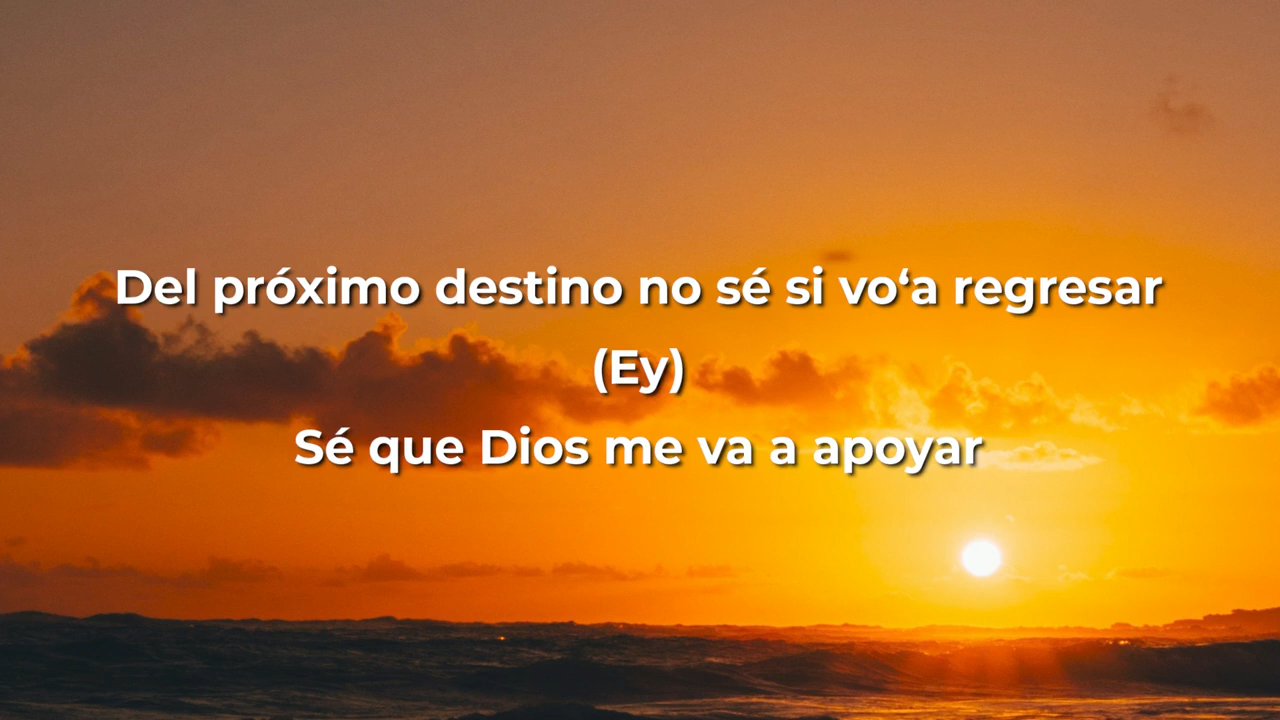 Del próximo destino no sé si vo‘a regresar
(Ey)
Sé que Dios me va a apoyar